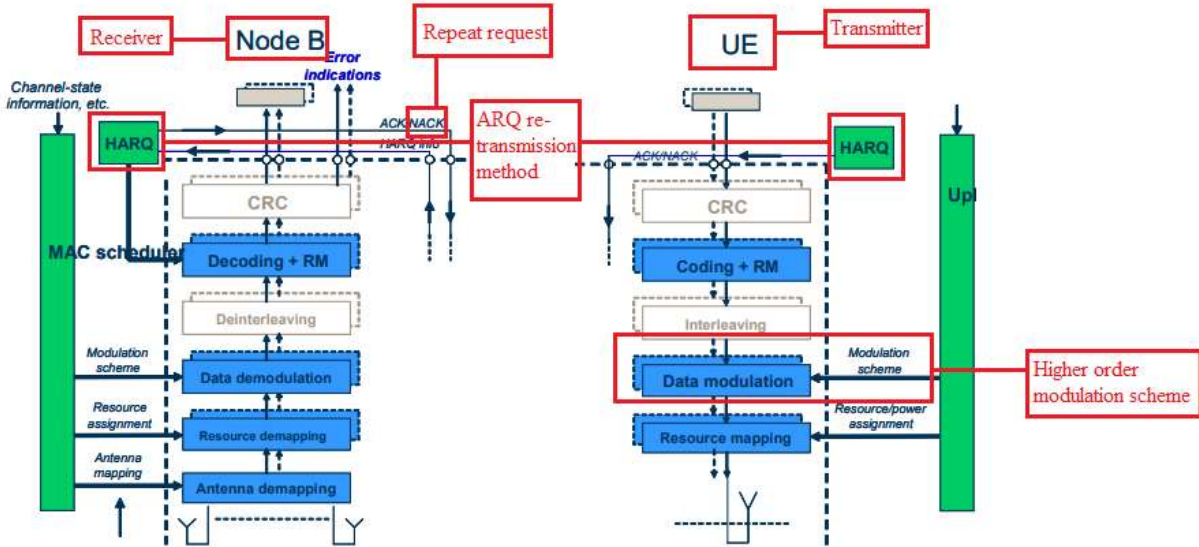 Receiver
Node B
Repeat request
UE
Transmitter
Error
indications
Channel-state
information, etc.
HARQ
ACK/NACK
HARQ info
ARQ re-
transmission
method
ACK/NACK
HARQ
CRC
CRC
Upl
MAC scheduler
Decoding + RM
Coding + RM
Deinterleaving
Interleaving
Modulation
scheme
Data demodulation
Data modulation
Modulation
scheme
Higher order
modulation scheme
Resource
assignment
Resource demapping
Resource mapping
Resource/power
assignment
Antenna
mapping
Antenna demapping